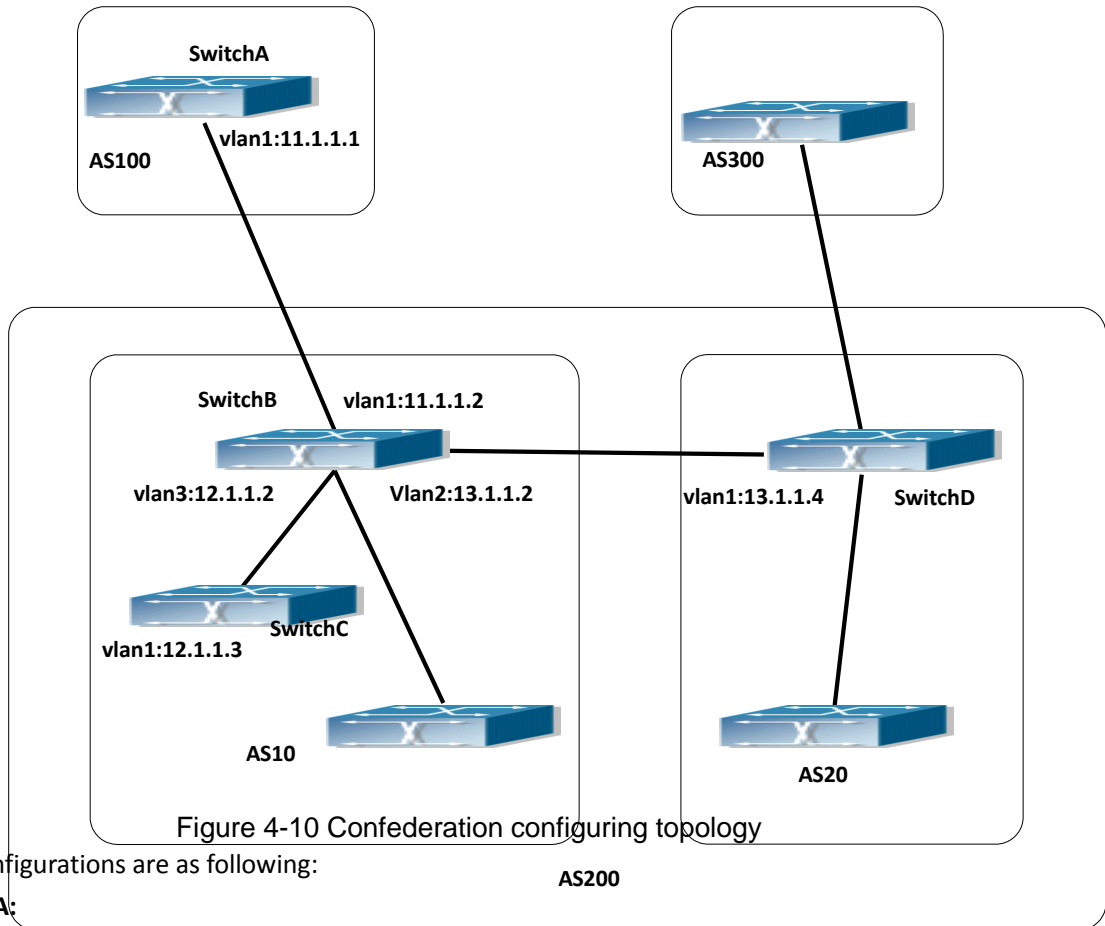 SwitchA
vlan1:11.1.1.1
AS100
AS300
SwitchB
vlan1:11.1.1.2
vlan3:12.1.1.2
Vlan2:13.1.1.2
vlan1:13.1.1.4
SwitchD
SwitchC
vlan1:12.1.1.3
AS10
AS20
Figure 4-10 Confederation configuring topology
nfigurations are as following:
AS200
A: